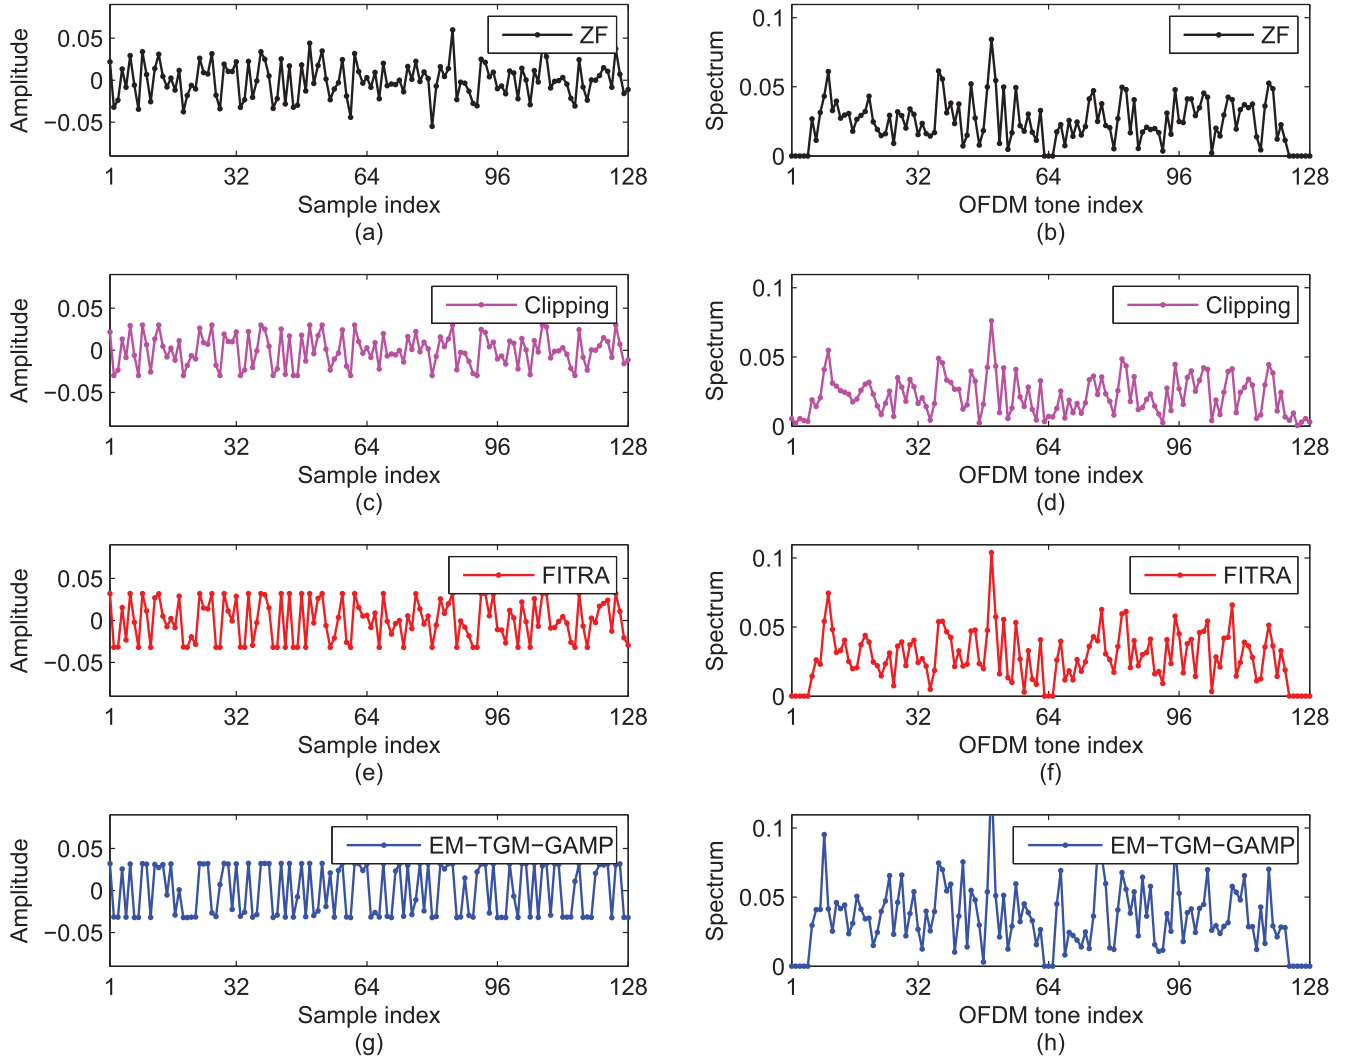 Amplitude
0.05
0
−0.05
ZF
1
32
64
96
128
Sample index
(a)
Spectrum
0.1
0.05
0
ZF
1
32
64
96
128
OFDM tone index
(b)
Amplitude
0.05
0
−0.05
Clipping
1
32
64
96
128
Sample index
(c)
Spectrum
0.1
0.05
0
Clipping
1
32
64
96
128
OFDM tone index
(d)
Amplitude
0.05
0
−0.05
FITRA
1
32
64
96
128
Sample index
(e)
Spectrum
0.1
0.05
0
FITRA
1
32
64
96
128
OFDM tone index
(f)
Amplitude
0.05
0
−0.05
EM−TGM−GAMP
1
32
64
96
128
Sample index
(g)
Spectrum
0.1
0.05
0
EM−TGM−GAMP
1
32
64
96
128
OFDM tone index
(h)